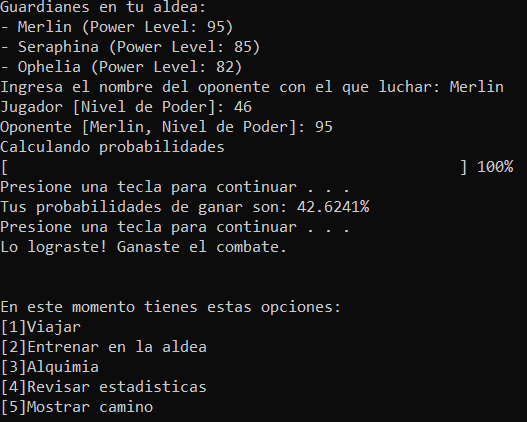 Guardianes en tu aldea:
- Merlin (Power Level: 95)
- Seraphina (Power Level: 85)
- Ophelia (Power Level: 82)
Ingresa el nombre del oponente con el que luchar: Merlin
Jugador [Nivel de Poder]: 46
Oponente [Merlin, Nivel de Poder]: 95
Calculando probabilidades
[                                                  ] 100%
Presione una tecla para continuar . . .
Tus probabilidades de ganar son: 42.6241%
Presione una tecla para continuar . . .
Lo lograste! Ganaste el combate.
En este momento tienes estas opciones:
[1]Viajar
[2]Entrenar en la aldea
[3]Alquimia
[4]Revisar estadisticas
[5]Mostrar camino